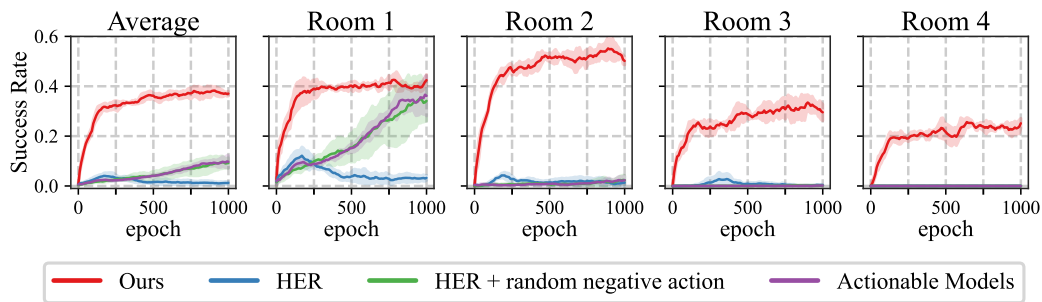 Average Room 1 Room 2 Room 3 Room 4
Success Rate
0.6
0.4
0.2
0.0
0 500 1000 0 500 1000 0 500 1000 0 500 1000 0 500 1000
epoch epoch epoch epoch epoch
Ours HER HER + random negative action Actionable Models